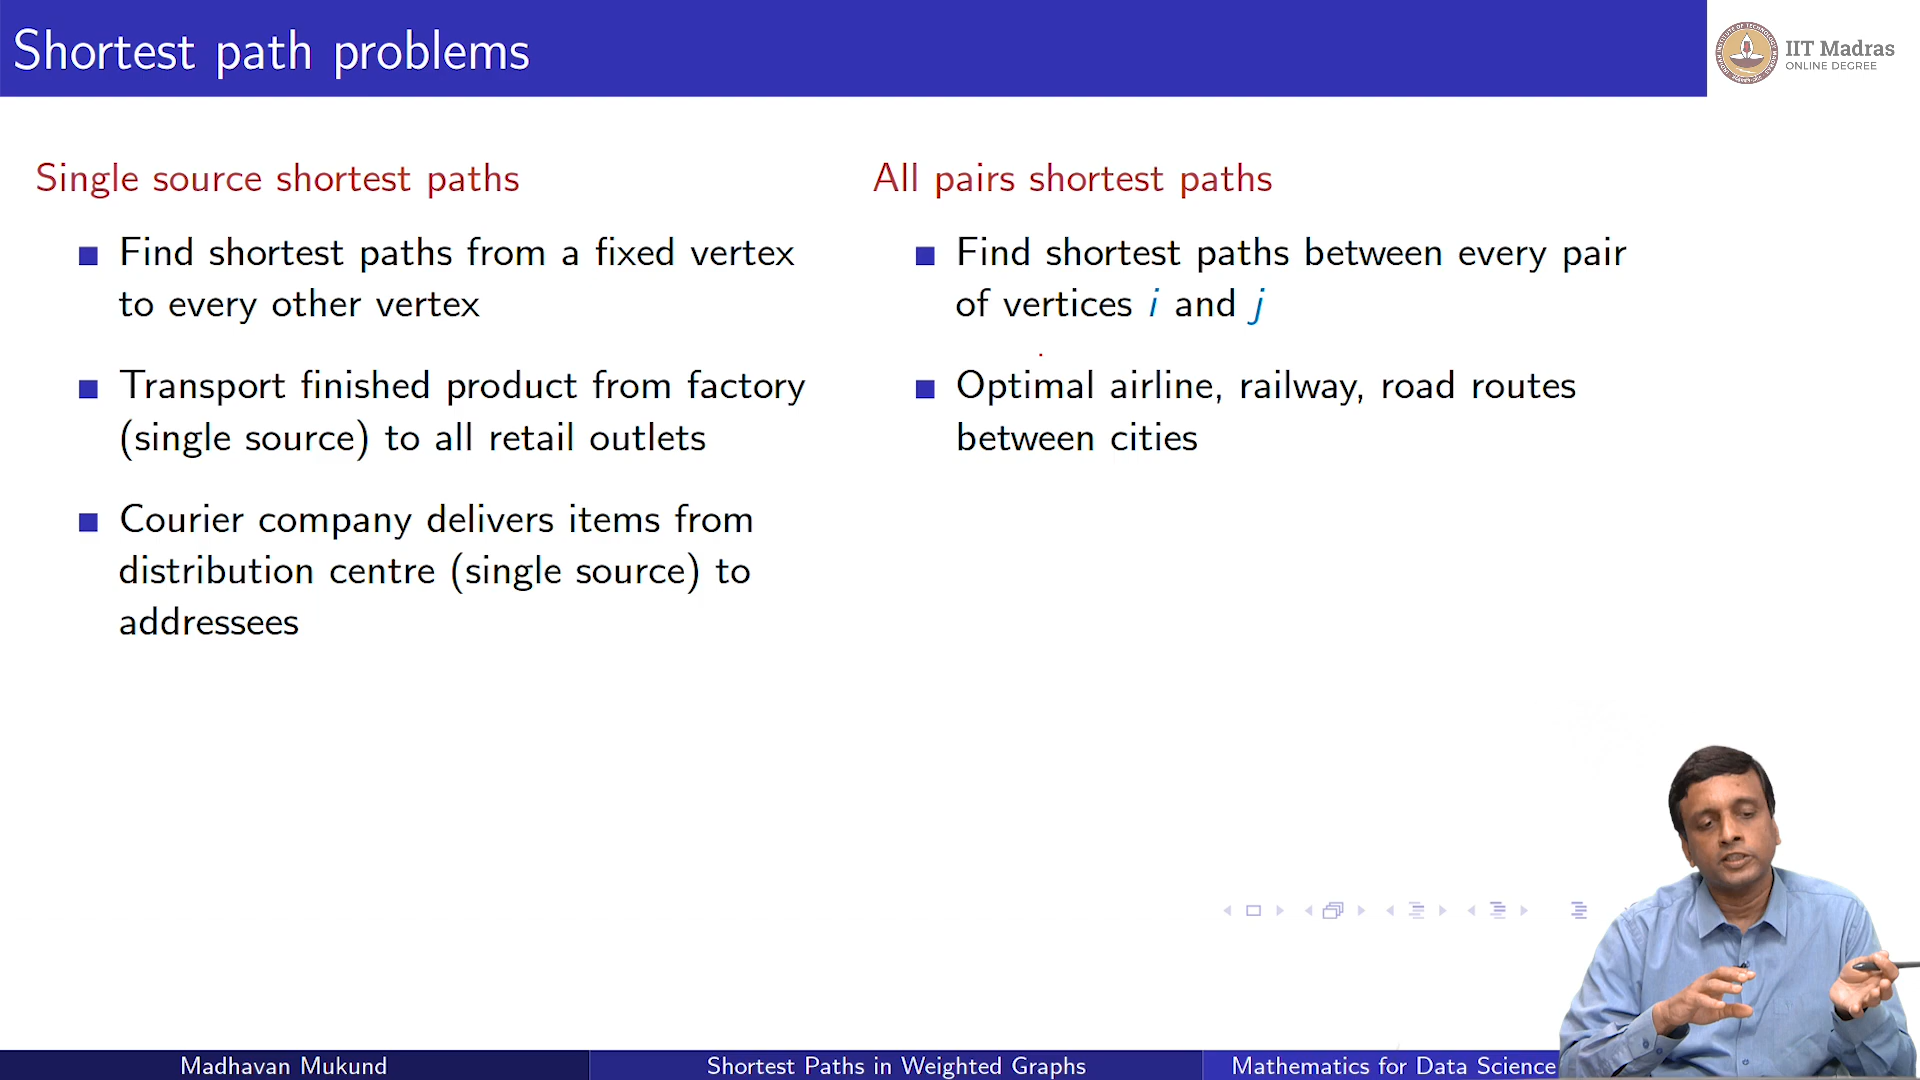 Shortest path problems
IIT Madras
ONLINE DEGREE
Single source shortest paths
Find shortest paths from a fixed vertex
to every other vertex
Transport finished product from factory
(single source) to all retail outlets
Courier company delivers items from
distribution centre (single source) to
addressees
All pairs shortest paths
Find shortest paths between every pair
of vertices i and j
Optimal airline, railway, road routes
between cities
Madhavan Mukund
Shortest Paths in Weighted Graphs
Mathematics for Data Science